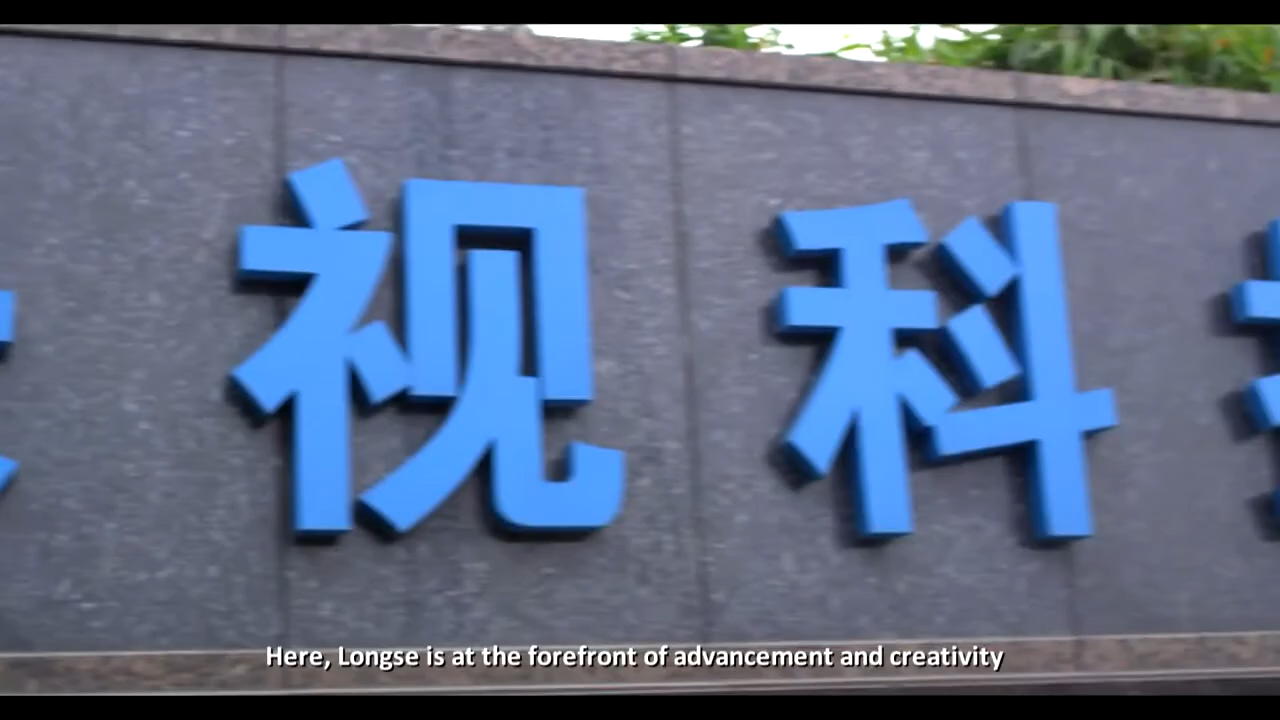 视科
Here, Longse is at the forefront of advancement and creativity